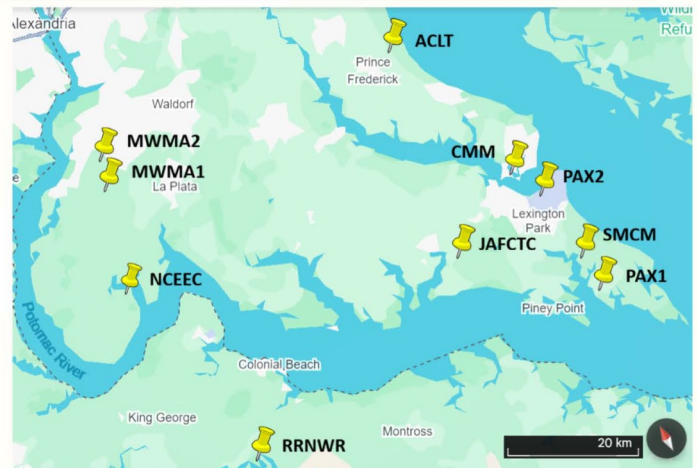 Alexandria
Wildl
Refu
ACLT
Prince
Frederick
Waldorf
MWMA2
CMM
MWMA1
PAX2
La Plata
Lexington
Park
SMCM
JAFCTC
PAX1
NCEEC
Piney Point
Potomac River
Colonial Beach
King George
Montross
RRNWR
20 km